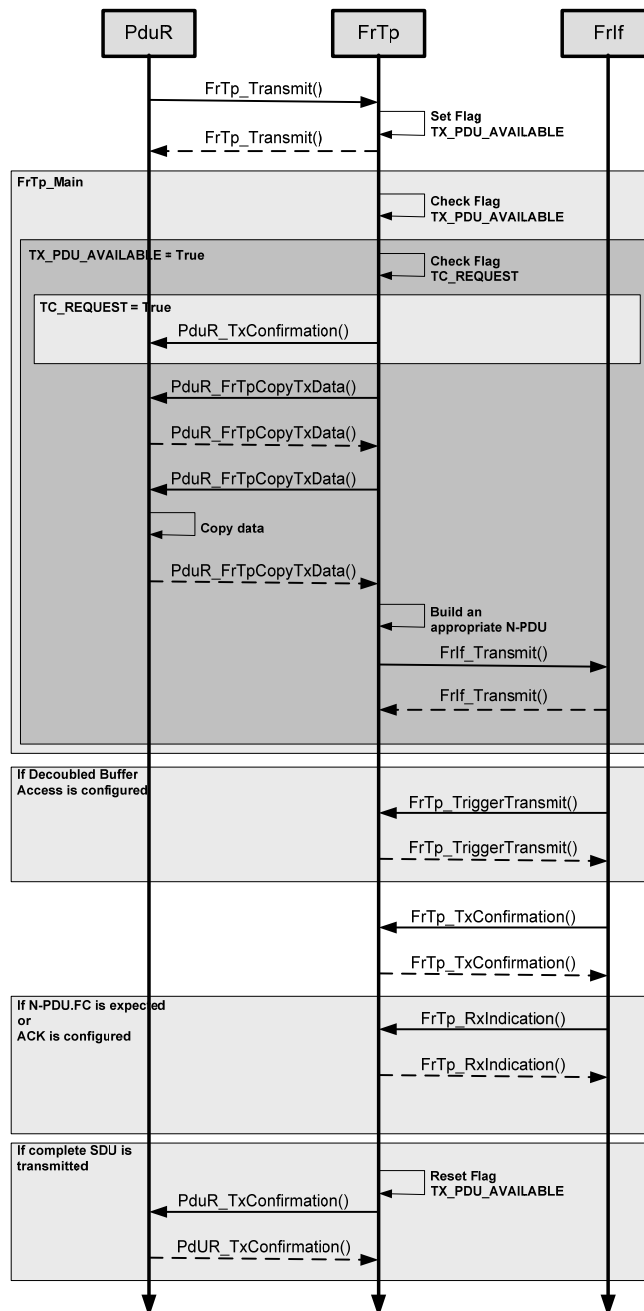 PduR
FrTp
FrIf
FrTp_Transmit()
Set Flag
TX_PDU_AVAILABLE
FrTp_Transmit()
FrTp_Main
Check Flag
TX_PDU_AVAILABLE
TX_PDU_AVAILABLE = True
Check Flag
TC_REQUEST
TC_REQUEST = True
PduR_TxConfirmation()
PduR_FrTpCopyTxData()
PduR_FrTpCopyTxData()
PduR_FrTpCopyTxData()
Copy data
PduR_FrTpCopyTxData()
Build an
appropriate N-PDU
FrIf_Transmit()
FrIf_Transmit()
If Decoubled Buffer
Access is configured
FrTp_TriggerTransmit()
FrTp_TriggerTransmit()
FrTp_TxConfirmation()
FrTp_TxConfirmation()
If N-PDU.FC is expected
or
ACK is configured
FrTp_RxIndication()
FrTp_RxIndication()
If complete SDU is
transmitted
Reset Flag
TX_PDU_AVAILABLE
PduR_TxConfirmation()
PdUR_TxConfirmation()